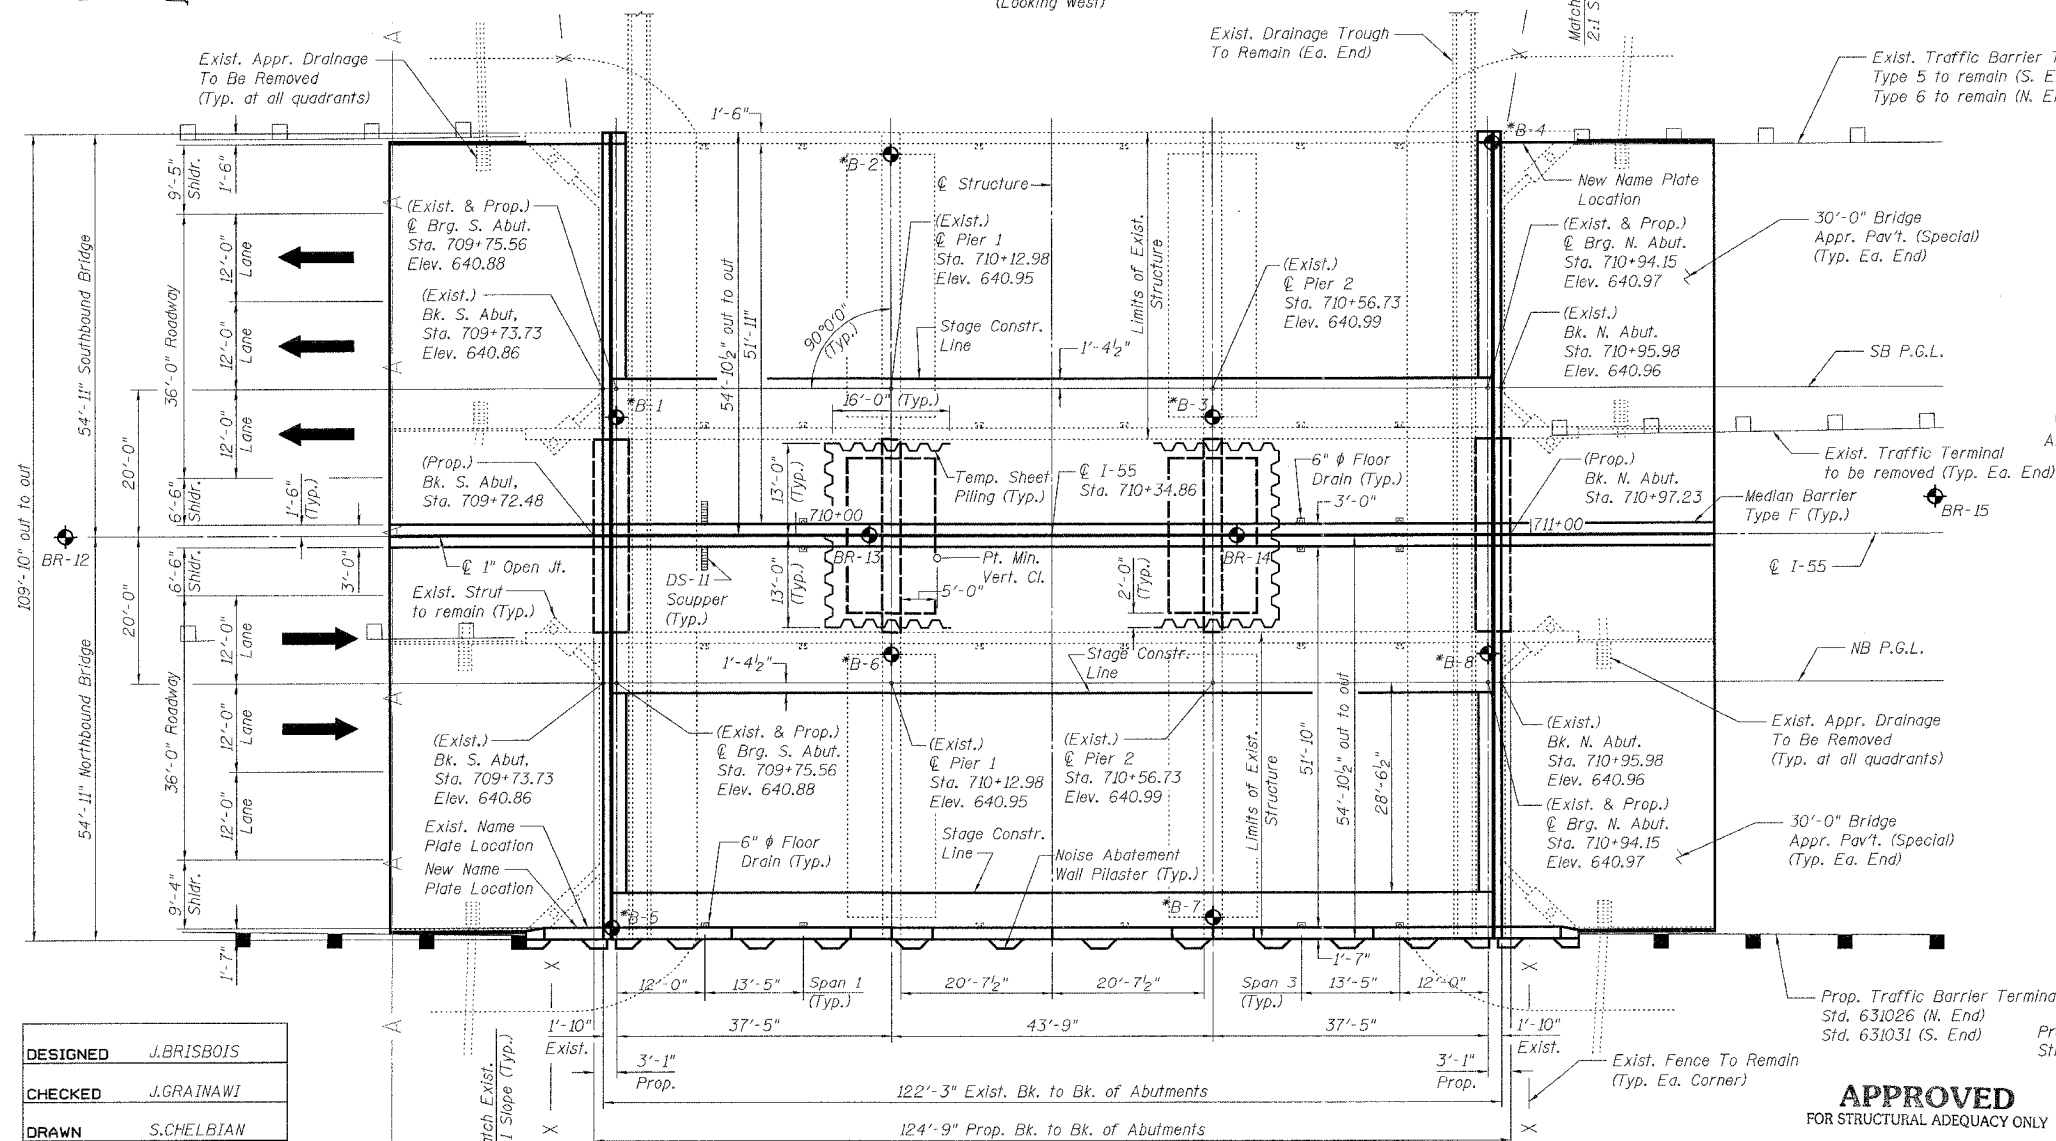 (Looking West)
Exist. Appr. Drainage
To Be Removed
(Typ. at all quadrants)
Exist. Drainage Trough
To Remain (Ea. End)
Match
Exist. Traffic Barrier
Type 5 to remain (S.
Type 6 to remain (N.
A
1'-6"
*B-2
*B-4
℄ Structure
New Name Plate
Location
109'-10" out to out
54'-11" Southbound Bridge
54'-11" Northbound Bridge
9'-5"
Shldr.
1'-6"
36'-0" Roadway
12'-0"
Lane
12'-0"
Lane
12'-0"
Lane
20'-0"
6'-6"
Shldr.
1'-6"
(Typ.)
(Exist. & Prop.)
℄ Brg. S. Abut.
Sta. 709+75.56
Elev. 640.88
(Exist.)
Bk. S. Abut,
Sta. 709+73.73
Elev. 640.86
(Prop.)
Bk. S. Abut,
Sta. 709+72.48
54'-10½" out to out
51'-11"
90°0'0"
(Typ.)
(Exist.)
℄ Pier 1
Sta. 710+12.98
Elev. 640.95
Stage Constr.
Line
1'-4½"
Limits of Exist.
Structure
(Exist.)
℄ Pier 2
Sta. 710+56.73
Elev. 640.99
(Exist. & Prop.)
℄ Brg. N. Abut.
Sta. 710+94.15
Elev. 640.97
(Exist.)
Bk. N. Abut.
Sta. 710+95.98
Elev. 640.96
30'-0" Bridge
Appr. Pav't. (Special)
(Typ. Ea. End)
SB P.G.L.
*B-1
16'-0" (Typ.)
*B-3
13'-0"
(Typ.)
Temp. Sheet
Piling (Typ.)
℄ I-55
Sta. 710+34.86
6" φ Floor
Drain (Typ.)
3'-0"
(Prop.)
Bk. N. Abut.
Sta. 710+97.23
Exist. Traffic Terminal
to be removed (Typ. Ea. End)
Median Barrier
Type F (Typ.)
BR-15
710+00
711+00
BR-12
BR-13
BR-14
℄ I-55
6'-6"
Shldr.
3'-0"
20'-0"
℄ 1" Open Jt.
Exist. Strut
to remain (Typ.)
DS-11
Scupper
(Typ.)
13'-0"
(Typ.)
Pt. Min.
Vert. Cl.
5'-0"
2'-0"
(Typ.)
36'-0" Roadway
12'-0"
Lane
12'-0"
Lane
12'-0"
Lane
9'-4"
Shldr.
1'-7"
1'-4½"
*B-6
Stage Constr.
Line
*B-8
NB P.G.L.
(Exist.)
Bk. S. Abut,
Sta. 709+73.73
Elev. 640.86
(Exist. & Prop.)
℄ Brg. S. Abut.
Sta. 709+75.56
Elev. 640.88
(Exist.)
℄ Pier 1
Sta. 710+12.98
Elev. 640.95
(Exist.)
℄ Pier 2
Sta. 710+56.73
Elev. 640.99
Limits of Exist.
Structure
51'-10"
54'-10½" out to out
28'-6½"
(Exist.)
Bk. N. Abut.
Sta. 710+95.98
Elev. 640.96
(Exist. & Prop.)
℄ Brg. N. Abut.
Sta. 710+94.15
Elev. 640.97
Exist. Appr. Drainage
To Be Removed
(Typ. at all quadrants)
30'-0" Bridge
Appr. Pav't. (Special)
(Typ. Ea. End)
Exist. Name
Plate Location
New Name
Plate Location
6" φ Floor
Drain (Typ.)
Stage Constr.
Line
Noise Abatement
Wall Pilaster (Typ.)
*B-5
*B-7
1'-7"
12'-0"
13'-5"
Span 1
(Typ.)
20'-7½"
20'-7½"
Span 3
(Typ.)
13'-5"
12'-0"
1'-10"
Exist.
37'-5"
43'-9"
37'-5"
1'-10"
Exist.
3'-1"
Prop.
3'-1"
Prop.
122'-3" Exist. Bk. to Bk. of Abutments
124'-9" Prop. Bk. to Bk. of Abutments
Prop. Traffic Barrier Terminal
Std. 631026 (N. End)
Std. 631031 (S. End)
Exist. Fence To Remain
(Typ. Ea. Corner)
Exist.
Slope (Typ.)
DESIGNED J.BRISBOIS
CHECKED J.GRAINAWI
DRAWN S.CHELBIAN
APPROVED
FOR STRUCTURAL ADEQUACY ONLY